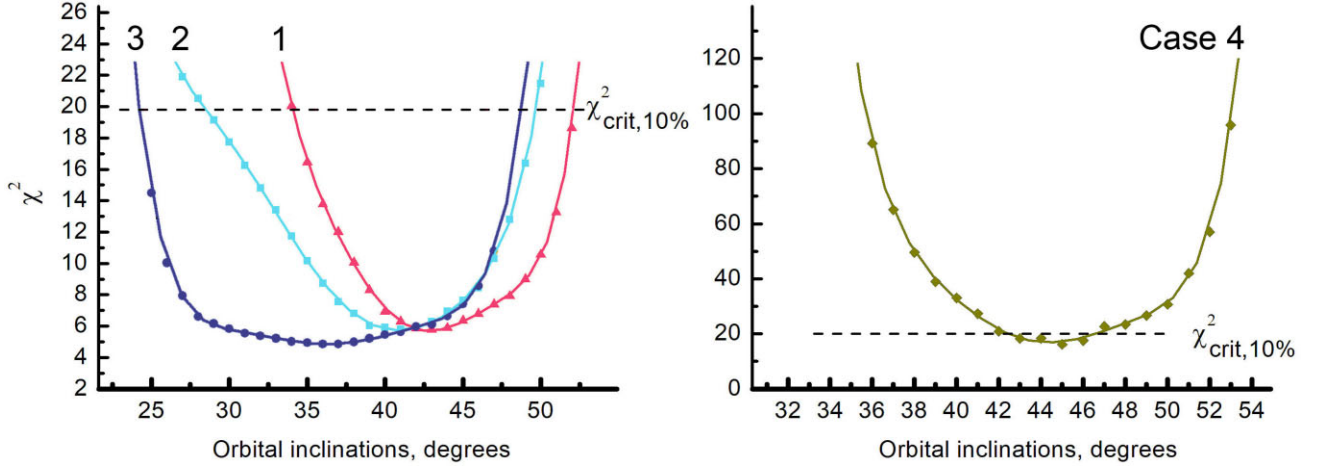 26
24
22
20
18
16
14
12
10
8
6
4
2
χ²
3 2 1
χ²crit,10%
25 30 35 40 45 50
Orbital inclinations, degrees
Case 4
120
100
80
60
40
20
0
χ²crit,10%
32 34 36 38 40 42 44 46 48 50 52 54
Orbital inclinations, degrees